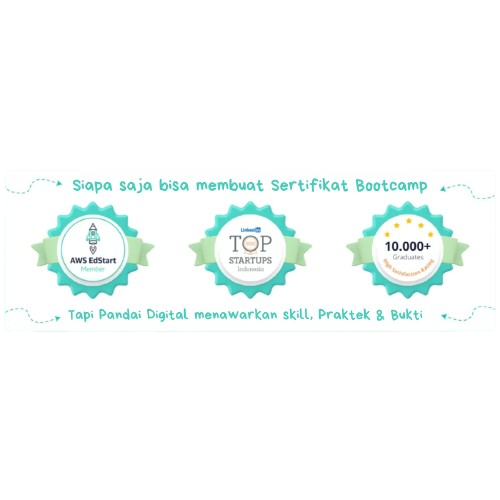 Siapa saja bisa membuat Sertifikat Bootcamp
AWS EdStart
Member
LinkedIn
TOP
STARTUPS
Indonesia
10.000+
Graduates
High Satisfaction Rating
Tapi Pandai Digital menawarkan skill, Praktek & Bukti